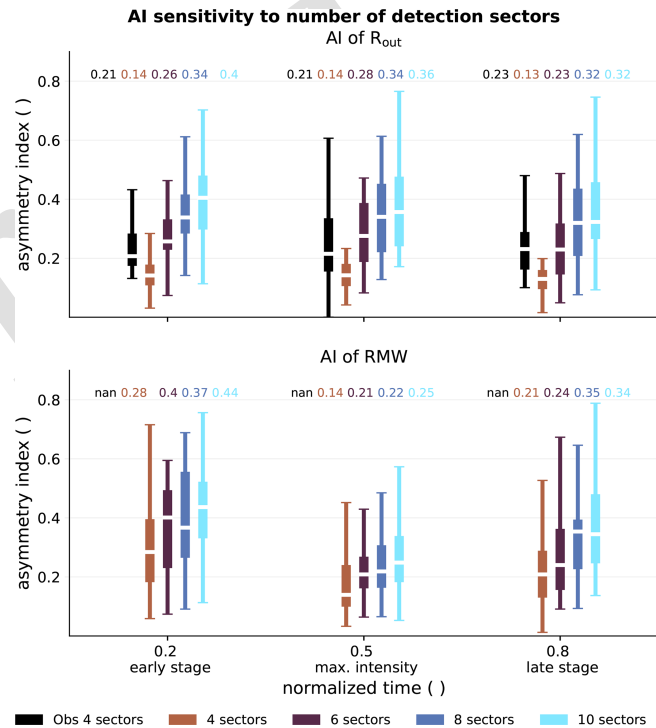 AI sensitivity to number of detection sectors
AI of Rout
0.21 0.14 0.26 0.34 0.4 0.21 0.14 0.28 0.34 0.36 0.23 0.13 0.23 0.32 0.32
0.8
0.6
0.4
0.2
asymmetry index ( )
AI of RMW
nan 0.28 0.4 0.37 0.44 nan 0.14 0.21 0.22 0.25 nan 0.21 0.24 0.35 0.34
0.8
0.6
0.4
0.2
asymmetry index ( )
0.2 0.5 0.8
early stage max. intensity late stage
normalized time ( )
Obs 4 sectors 4 sectors 6 sectors 8 sectors 10 sectors